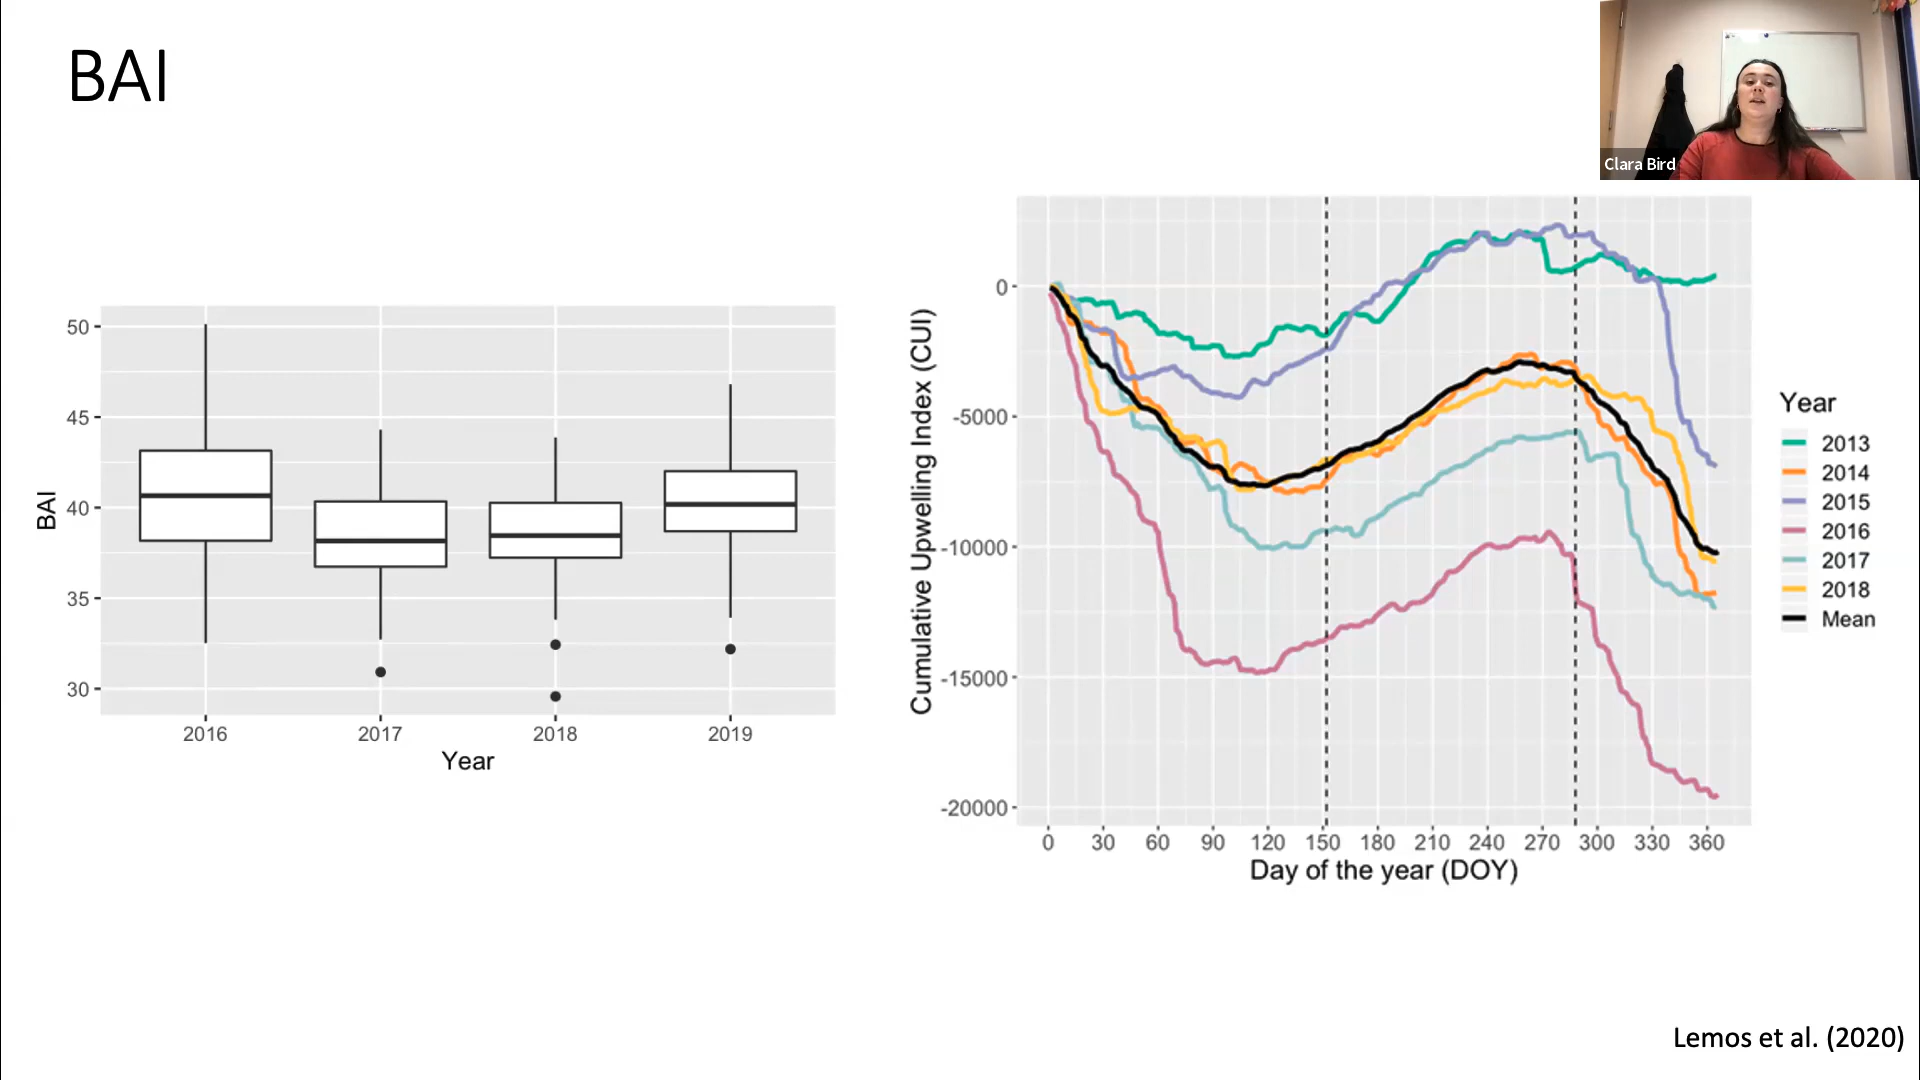 BAI
Clara Bird
50
45
40
35
30
BAI
2016 2017 2018 2019
Year
0
-5000
-10000
-15000
-20000
Cumulative Upwelling Index (CUI)
0 30 60 90 120 150 180 210 240 270 300 330 360
Day of the year (DOY)
Year
2013
2014
2015
2016
2017
2018
Mean
Lemos et al. (2020)